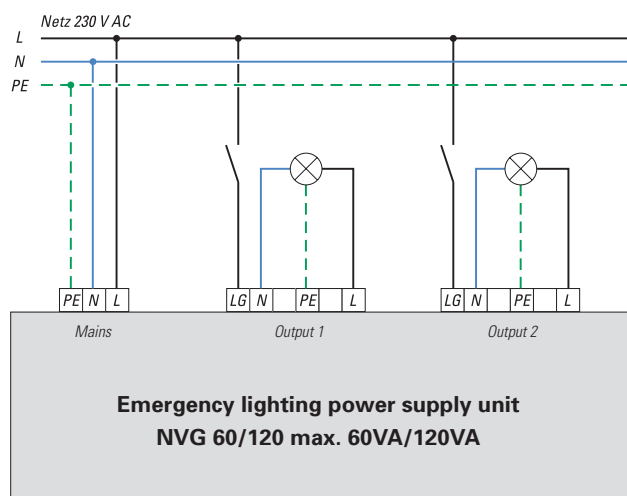 Netz 230 V AC
L
N
PE
PE N L LG N PE L LG N PE L
Mains Output 1 Output 2
Emergency lighting power supply unit
NVG 60/120 max. 60VA/120VA